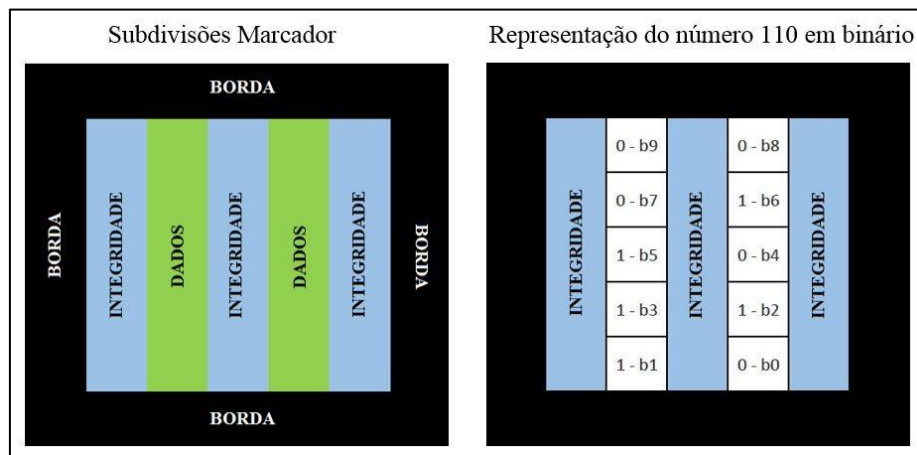 Subdivisões Marcador
BORDA
BORDA
INTEGRIDADE
DADOS
INTEGRIDADE
DADOS
INTEGRIDADE
BORDA
BORDA
Representação do número 110 em binário
INTEGRIDADE
0 - b9
0 - b7
1 - b5
1 - b3
1 - b1
INTEGRIDADE
0 - b8
1 - b6
0 - b4
1 - b2
0 - b0
INTEGRIDADE